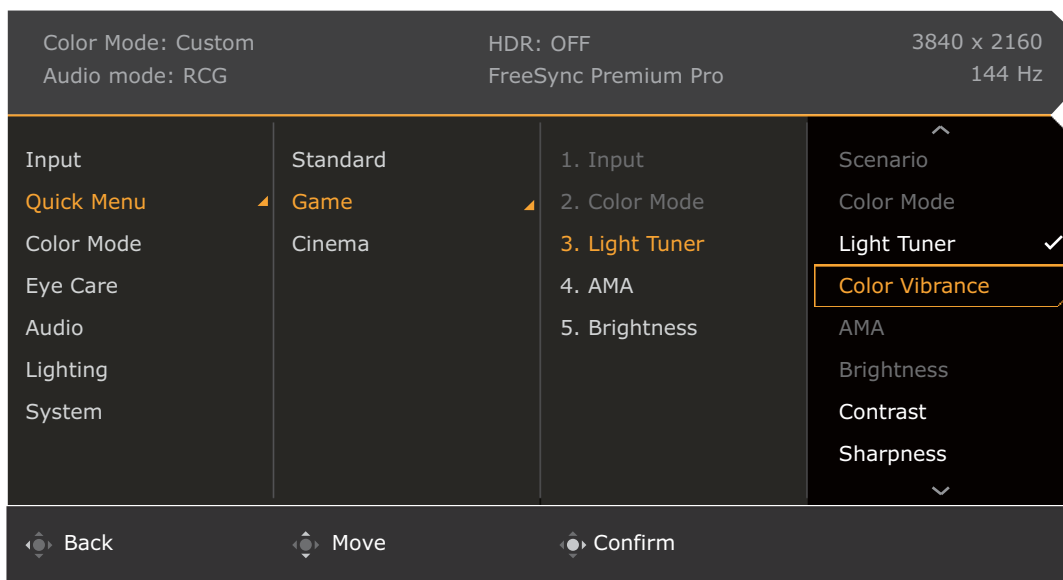 Color Mode: Custom
HDR: OFF
3840 x 2160
Audio mode: RCG
FreeSync Premium Pro
144 Hz
Input
Quick Menu
Color Mode
Eye Care
Audio
Lighting
System
Standard
Game
Cinema
1. Input
2. Color Mode
3. Light Tuner
4. AMA
5. Brightness
Scenario
Color Mode
Light Tuner
Color Vibrance
AMA
Brightness
Contrast
Sharpness
Back
Move
Confirm